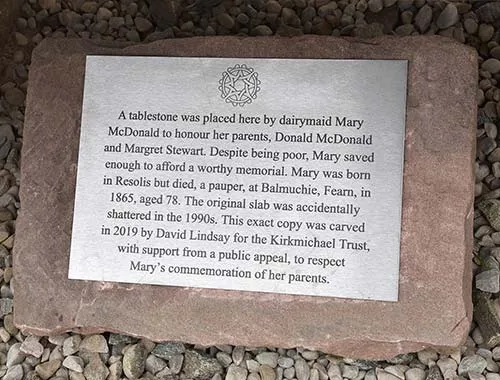 A tablestone was placed here by dairymaid Mary
McDonald to honour her parents, Donald McDonald
and Margret Stewart. Despite being poor, Mary saved
enough to afford a worthy memorial. Mary was born
in Resolis but died, a pauper, at Balmuchie, Fearn, in
1865, aged 78. The original slab was accidentally
shattered in the 1990s. This exact copy was carved
in 2019 by David Lindsay for the Kirkmichael Trust,
with support from a public appeal, to respect
Mary's commemoration of her parents.